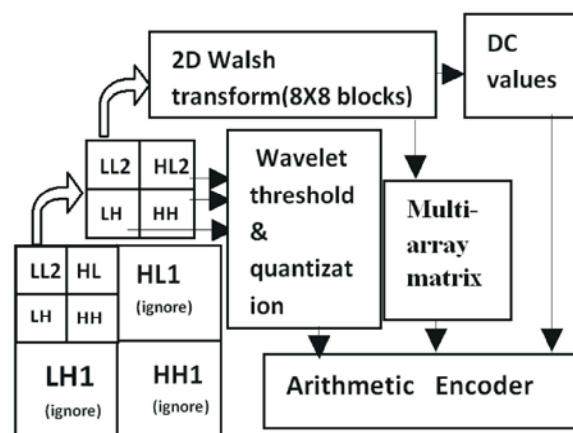 2D Walsh
transform(8X8 blocks)
DC
values
LL2 HL2
LH HH
Wavelet
threshold
&
quantizat
ion
Multi-
array
matrix
LL2 HL
LH HH
HL1
(ignore)
LH1
(ignore)
HH1
(ignore)
Arithmetic Encoder